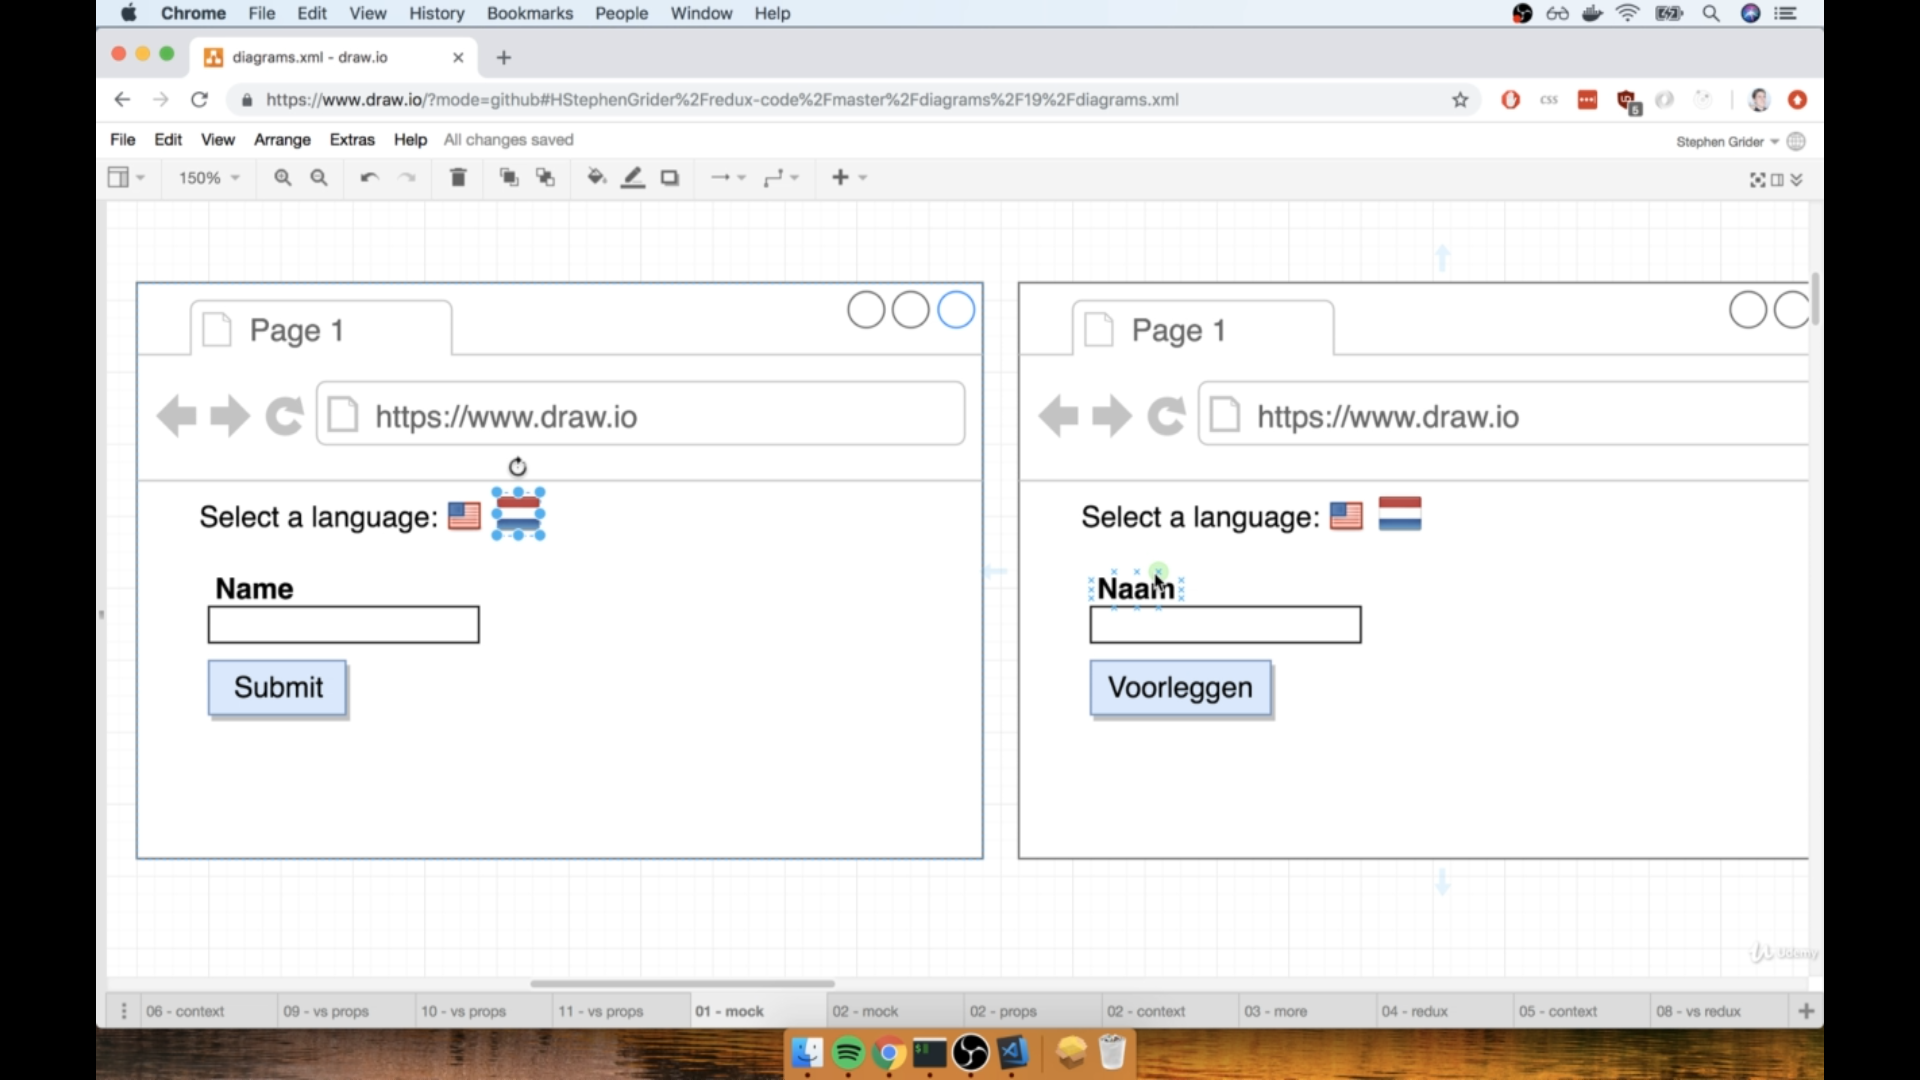 Chrome File Edit View History Bookmarks People Window Help
diagrams.xml - draw.io
https://www.draw.io/?mode=github#HStephenGrider%2Fredux-code%2Fmaster%2Fdiagrams%2F19%2Fdiagrams.xml
CSS
6
File Edit View Arrange Extras Help All changes saved
Stephen Grider
150%
Page 1
https://www.draw.io
Select a language:
Name
Submit
Page 1
https://www.draw.io
Select a language:
Naam
Voorleggen
Udemy
06 - context
09 - vs props
10 - vs props
11 - vs props
01 - mock
02 - mock
02 - props
02 - context
03 - more
04 - redux
05 - context
08 - vs redux